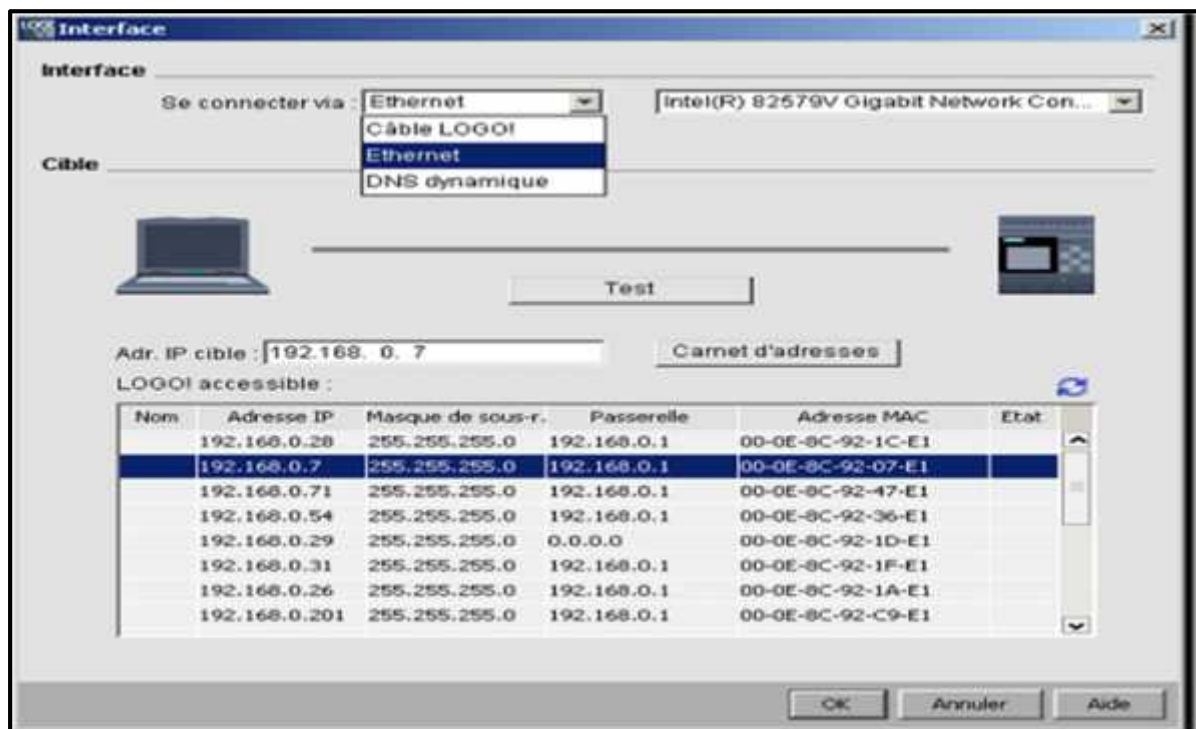 Interface
Interface
Se connecter via : Ethernet Intel(R) 82579V Gigabit Network Con...
Câble LOGO!
Ethernet
DNS dynamique
Cible
Test
Adr. IP cible : 192.168. 0. 7 Carnet d'adresses
LOGO! accessible :
Nom Adresse IP Masque de sous-r. Passerelle Adresse MAC Etat
192.168.0.28 255.255.255.0 192.168.0.1 00-0E-8C-92-1C-E1
192.168.0.7 255.255.255.0 192.168.0.1 00-0E-8C-92-07-E1
192.168.0.71 255.255.255.0 192.168.0.1 00-0E-8C-92-47-E1
192.168.0.54 255.255.255.0 192.168.0.1 00-0E-8C-92-36-E1
192.168.0.29 255.255.255.0 0.0.0.0 00-0E-8C-92-1D-E1
192.168.0.31 255.255.255.0 192.168.0.1 00-0E-8C-92-1F-E1
192.168.0.26 255.255.255.0 192.168.0.1 00-0E-8C-92-1A-E1
192.168.0.201 255.255.255.0 192.168.0.1 00-0E-8C-92-C9-E1
OK Annuler Aide